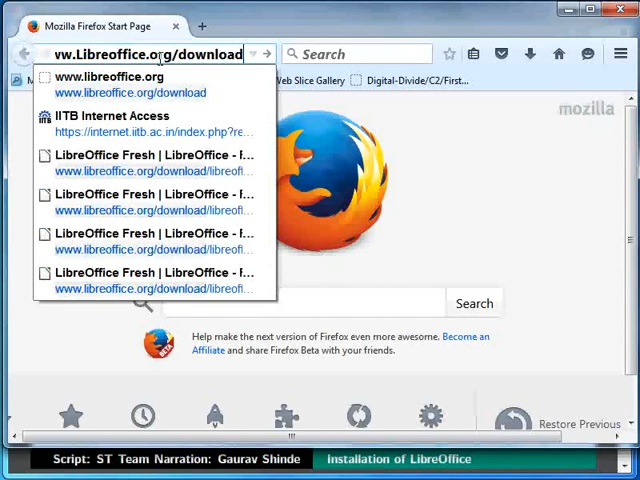 Mozilla Firefox Start Page
vw.Libreoffice.org/download
Search
Web Slice Gallery
Digital-Divide/C2/First...
www.libreoffice.org
www.libreoffice.org/download
mozilla
IITB Internet Access
https://internet.iitb.ac.in/index.php?re...
LibreOffice Fresh | LibreOffice - F...
www.libreoffice.org/download/libreofl...
LibreOffice Fresh | LibreOffice - F...
www.libreoffice.org/download/libreofl...
LibreOffice Fresh | LibreOffice - F...
www.libreoffice.org/download/libreofl...
LibreOffice Fresh | LibreOffice - F...
www.libreoffice.org/download/libreofl...
Search
Help make the next version of Firefox even more awesome. Become an
Affiliate and share Firefox Beta with your friends.
BETA
Restore Previous
Script: ST Team Narration: Gaurav Shinde
Installation of LibreOffice